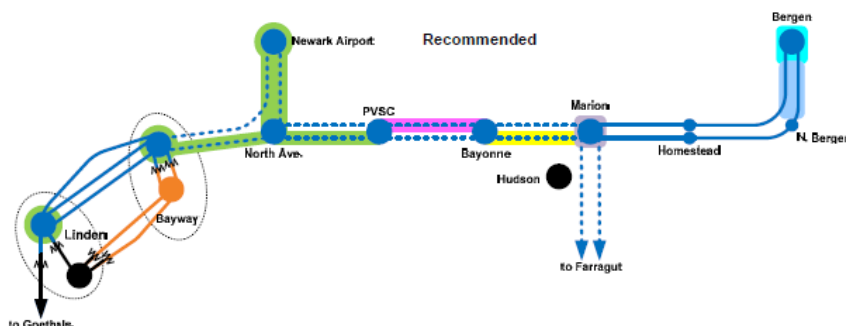 Bergen
Newark Airport
Recommended
PVSC
Marion
North Ave.
Bayonne
Homestead
N. Bergen
Hudson
Bayway
Linden
to Farragut
to Goethals